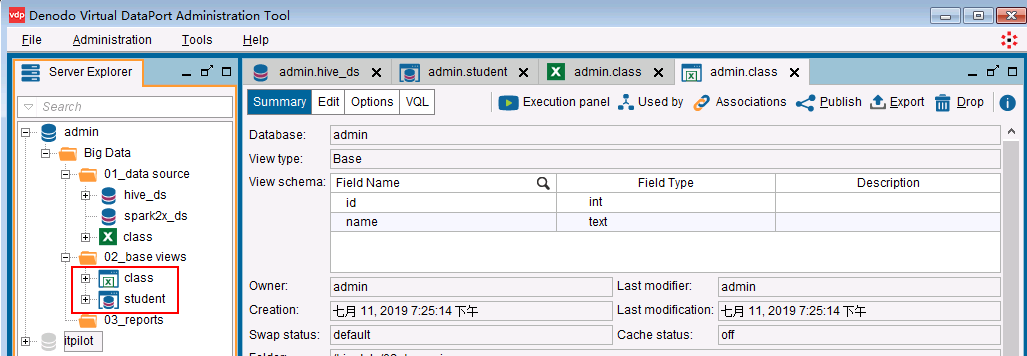 vdp Denodo Virtual DataPort Administration Tool
File Administration Tools Help
Server Explorer
Search
admin
Big Data
01_data source
hive_ds
spark2x_ds
class
02_base views
class
student
03_reports
itpilot
admin.hive_ds admin.student admin.class admin.class
Summary Edit Options VQL Execution panel Used by Associations Publish Export Drop
Database: admin
View type: Base
View schema: Field Name Field Type Description
id int
name text
Owner: admin Last modifier: admin
Creation: 七月 11, 2019 7:25:14 下午 Last modification: 七月 11, 2019 7:25:14 下午
Swap status: default Cache status: off